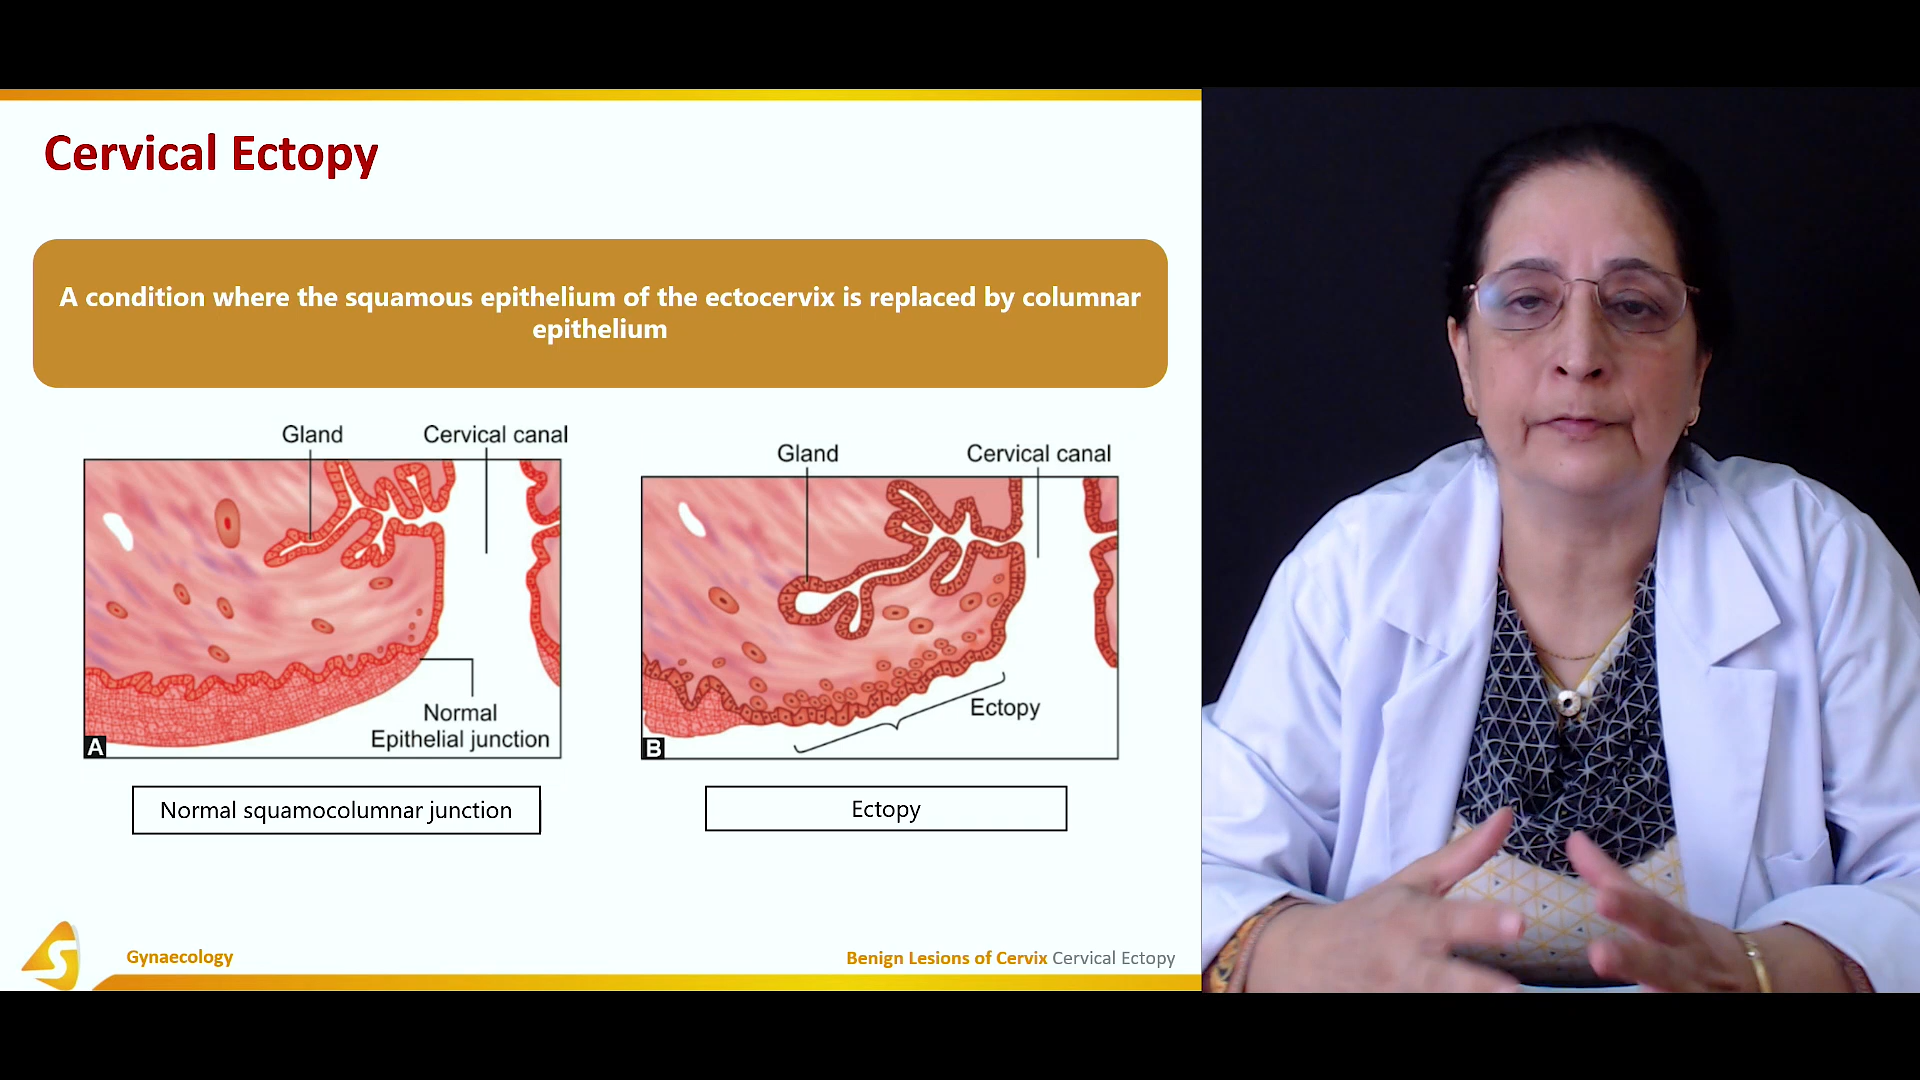 Cervical Ectopy
A condition where the squamous epithelium of the ectocervix is replaced by columnar
epithelium
Gland
Cervical canal
Normal
Epithelial junction
A
Normal squamocolumnar junction
Gland
Cervical canal
Ectopy
B
Ectopy
S
Gynaecology
Benign Lesions of Cervix Cervical Ectopy